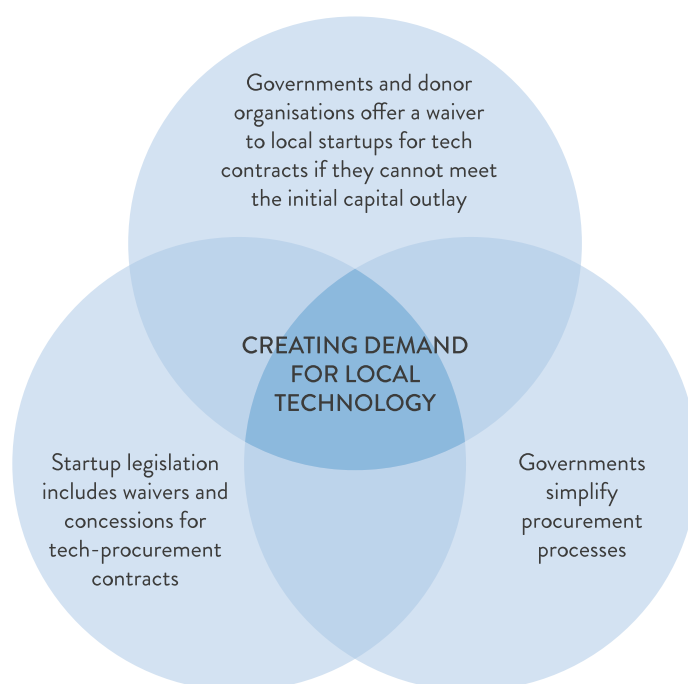 Governments and donor
organisations offer a waiver
to local startups for tech
contracts if they cannot meet
the initial capital outlay
CREATING DEMAND
FOR LOCAL
TECHNOLOGY
Startup legislation
includes waivers and
concessions for
tech-procurement
contracts
Governments
simplify
procurement
processes